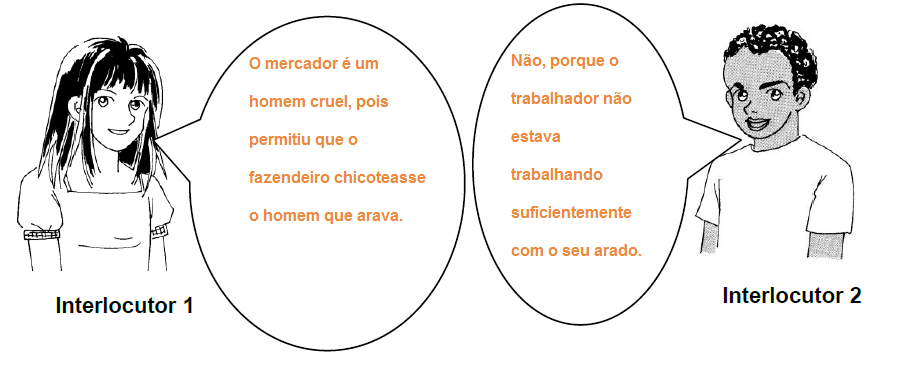 O mercador é um
homem cruel, pois
permitiu que o
fazendeiro chicoteasse
o homem que arava.
Não, porque o
trabalhador não
estava
trabalhando
suficientemente
com o seu arado.
Interlocutor 1
Interlocutor 2